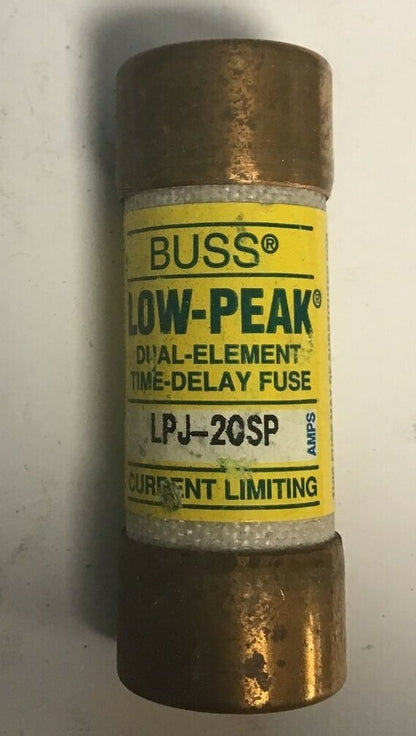 BUSS®
LOW-PEAK®
DUAL-ELEMENT
TIME-DELAY FUSE
LPJ-20SP
AMPS
CURRENT LIMITING